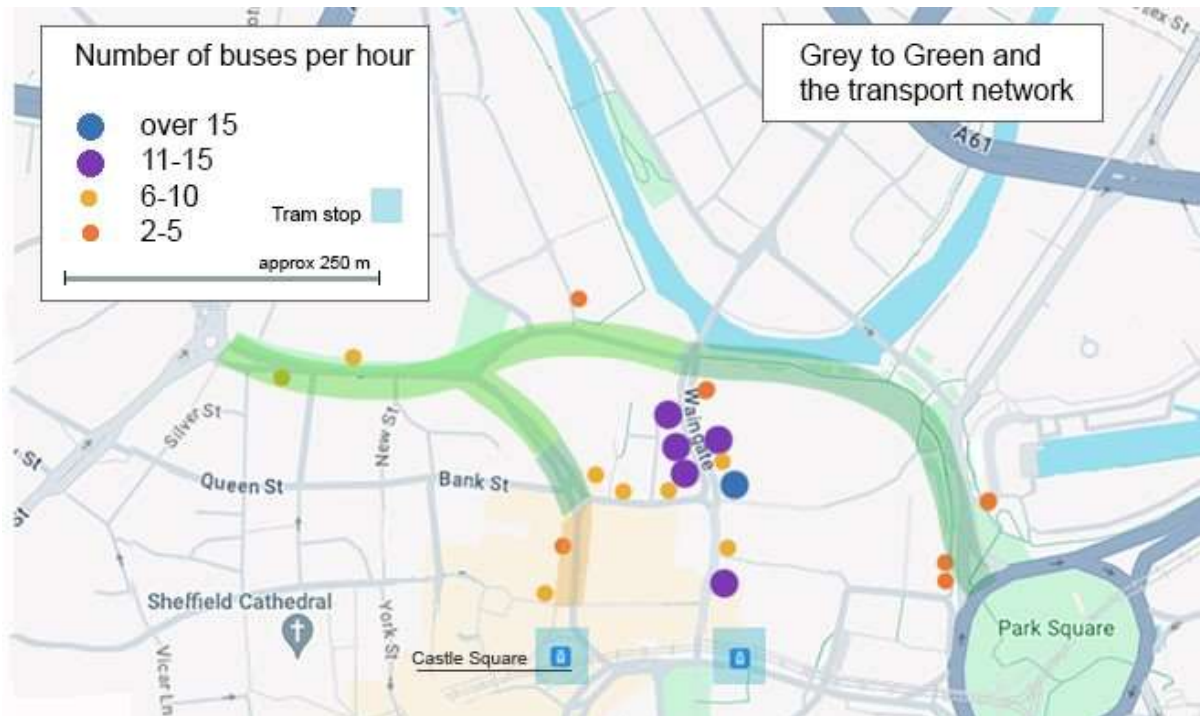 Number of buses per hour
over 15
11-15
6-10
2-5
Tram stop
approx 250 m
Grey to Green and
the transport network
A61
Silver St
New St
Queen St
Bank St
Waingate
Sheffield Cathedral
York St
Vicar Ln
Castle Square
Park Square
St
St